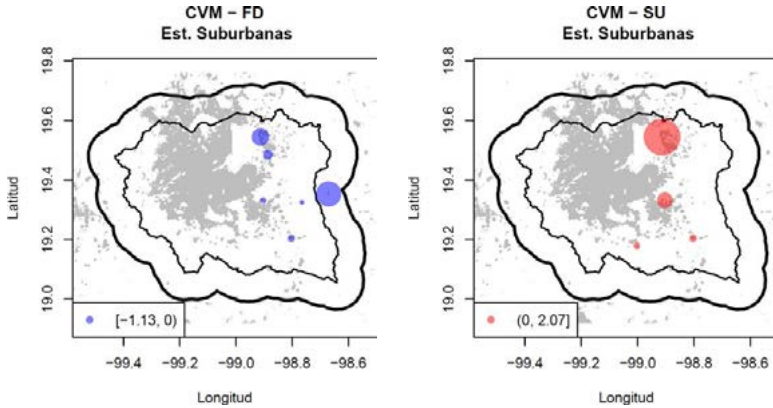 CVM − FD
Est. Suburbanas
19.8
19.6
19.4
19.2
19.0
Latitud
[−1.13, 0)
−99.4
−99.2
−99.0
−98.8
−98.6
Longitud
CVM − SU
Est. Suburbanas
19.8
19.6
19.4
19.2
19.0
Latitud
(0, 2.07]
−99.4
−99.2
−99.0
−98.8
−98.6
Longitud